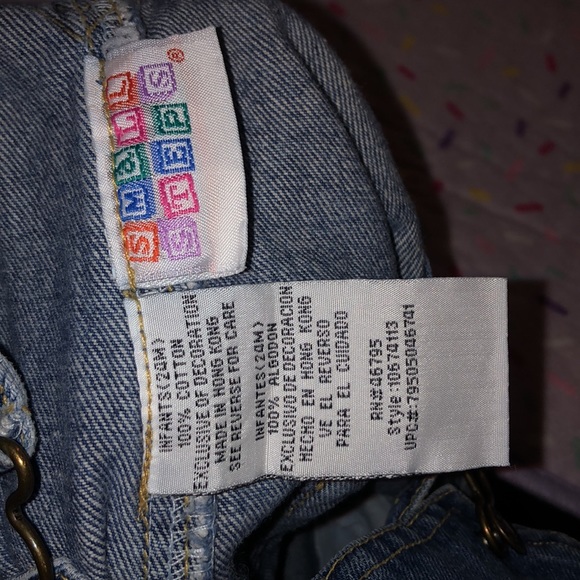 SMALL
STEPS®
INFANTS(24M)
100% COTTON
EXCLUSIVE OF DECORATION
MADE IN HONG KONG
SEE REVERSE FOR CARE
INFANTES(24M)
100% ALGODON
EXCLUSIVO DE DECORACION
HECHO EN HONG KONG
VE EL REVERSO
PARA EL CUIDADO
RN#46795
Style:10674113
UPC#:79505046741